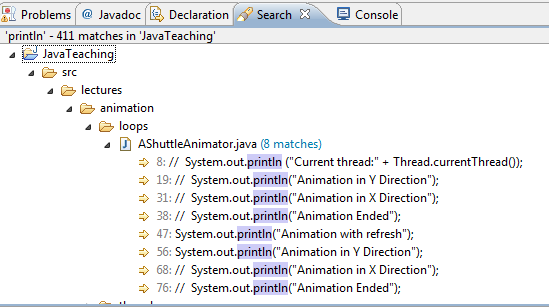 Problems @ Javadoc Declaration Search Console
'println' - 411 matches in 'JavaTeaching'
JavaTeaching
src
lectures
animation
loops
AShuttleAnimator.java (8 matches)
8: // System.out.println ("Current thread:" + Thread.currentThread());
19: // System.out.println("Animation in Y Direction");
31: // System.out.println("Animation in X Direction");
38: // System.out.println("Animation Ended");
47: System.out.println("Animation with refresh");
56: System.out.println("Animation in Y Direction");
68: // System.out.println("Animation in X Direction");
76: // System.out.println("Animation Ended");